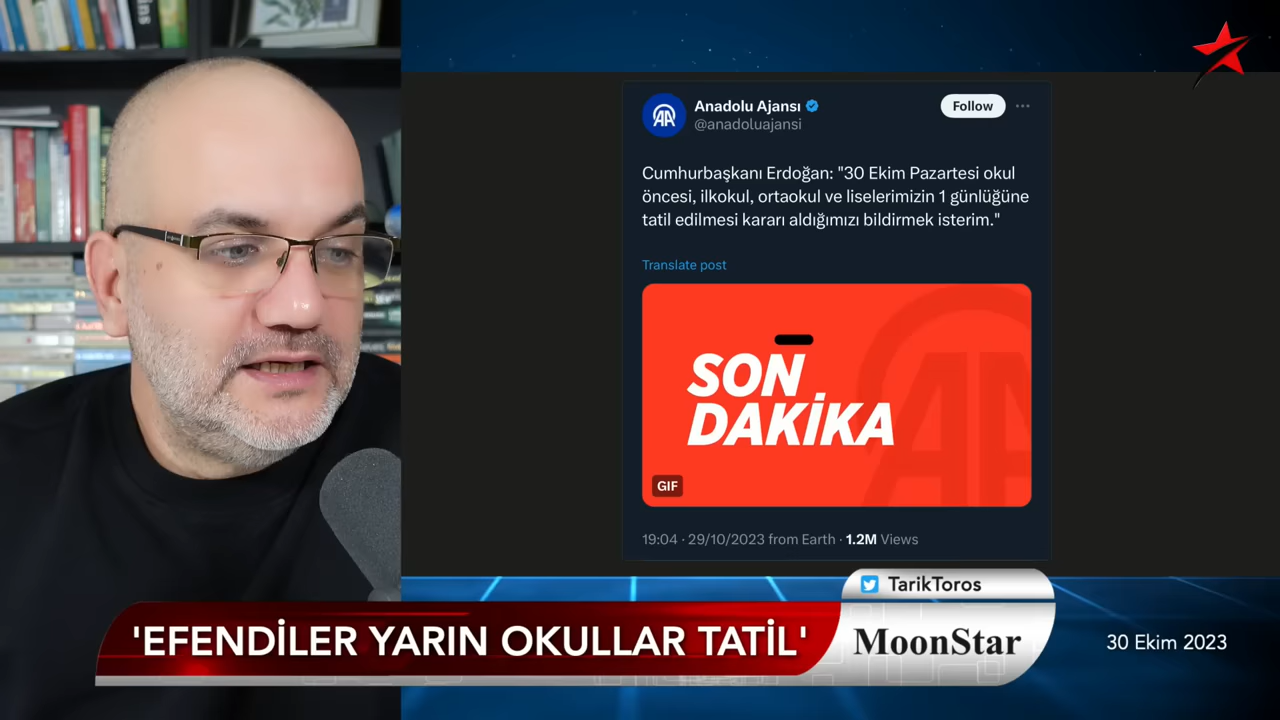 Anadolu Ajansı
@anadoluajansi
Follow
Cumhurbaşkanı Erdoğan: "30 Ekim Pazartesi okul
öncesi, ilkokul, ortaokul ve liselerimizin 1 günlüğüne
tatil edilmesi kararı aldığımızı bildirmek isterim."
Translate post
SON
DAKİKA
GIF
19:04 · 29/10/2023 from Earth · 1.2M Views
TarikToros
'EFENDİLER YARIN OKULLAR TATİL'
MoonStar
30 Ekim 2023